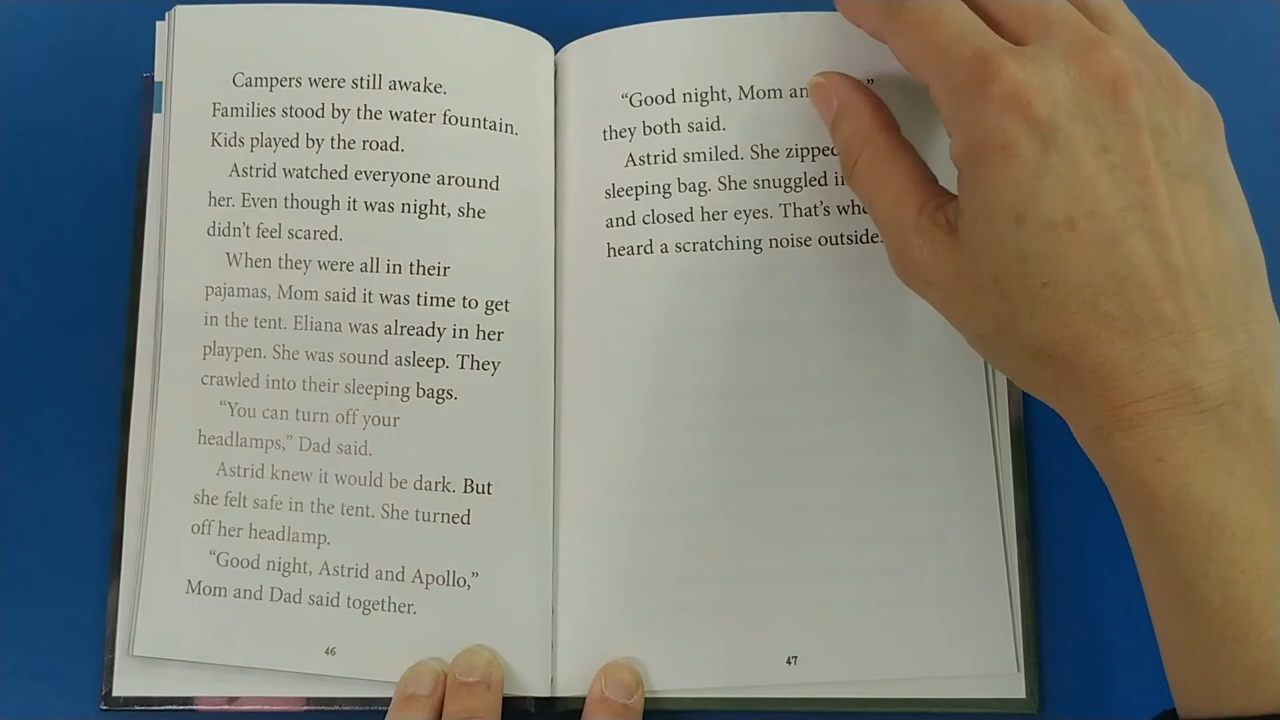 Campers were still awake.
Families stood by the water fountain.
Kids played by the road.
Astrid watched everyone around
her. Even though it was night, she
didn’t feel scared.
When they were all in their
pajamas, Mom said it was time to get
in the tent. Eliana was already in her
playpen. She was sound asleep. They
crawled into their sleeping bags.
“You can turn off your
headlamps,” Dad said.
Astrid knew it would be dark. But
she felt safe in the tent. She turned
off her headlamp.
“Good night, Astrid and Apollo,”
Mom and Dad said together.
46
“Good night, Mom ”
they both said.
Astrid smiled. She zipped
sleeping bag. She snuggled
and closed her eyes. That’s
heard a scratching noise outside.
47